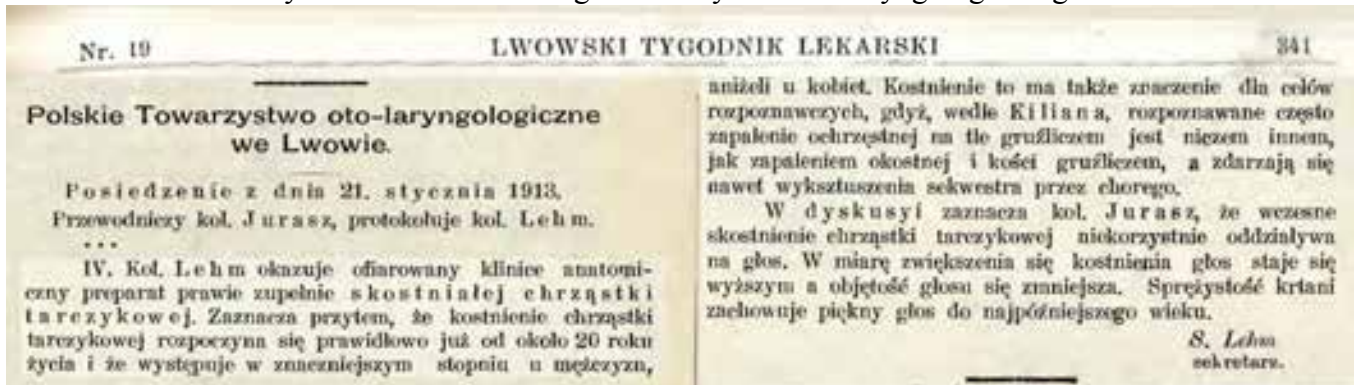 Nr. 19 LWOWSKI TYGODNIK LEKARSKI 341
Polskie Towarzystwo oto-laryngologiczne
we Lwowie.
Posiedzenie z dnia 21. stycznia 1913.
Przewodniczy kol. Jurasz, protokołuje kol. Lehm.
...
IV. Kol. Lehm okazuje ofiarowany klinice anatomi-
czny preparat prawie zupełnie skostniałej chrząstki
tarczykowej. Zaznacza przytem, że kostnienie chrząstki
tarczykowej rozpoczyna się prawidłowo już od około 20 roku
życia i że występuje w znaczniejszym stopniu u mężczyzn,
aniżeli u kobiet. Kostnienie to ma także znaczenie dla celów
rozpoznawczych, gdyż, wedle Kiliana, rozpoznawane często
zapalenie ochrzęstnej na tle gruźliczem jest niczem innem,
jak zapaleniem okostnej i kości gruźliczem, a zdarzają się
nawet wyksztuszenia sekwestra przez chorego.
W dyskusyi zaznacza kol. Jurasz, że wczesne
skostnienie chrząstki tarczykowej niekorzystnie oddziaływa
na głos. W miarę zwiększenia się kostnienia głos staje się
wyższym a objętość głosu się zmniejsza. Sprężystość krtani
zachowuje piękny głos do najpóźniejszego wieku.
S. Lehm
sekretarz.